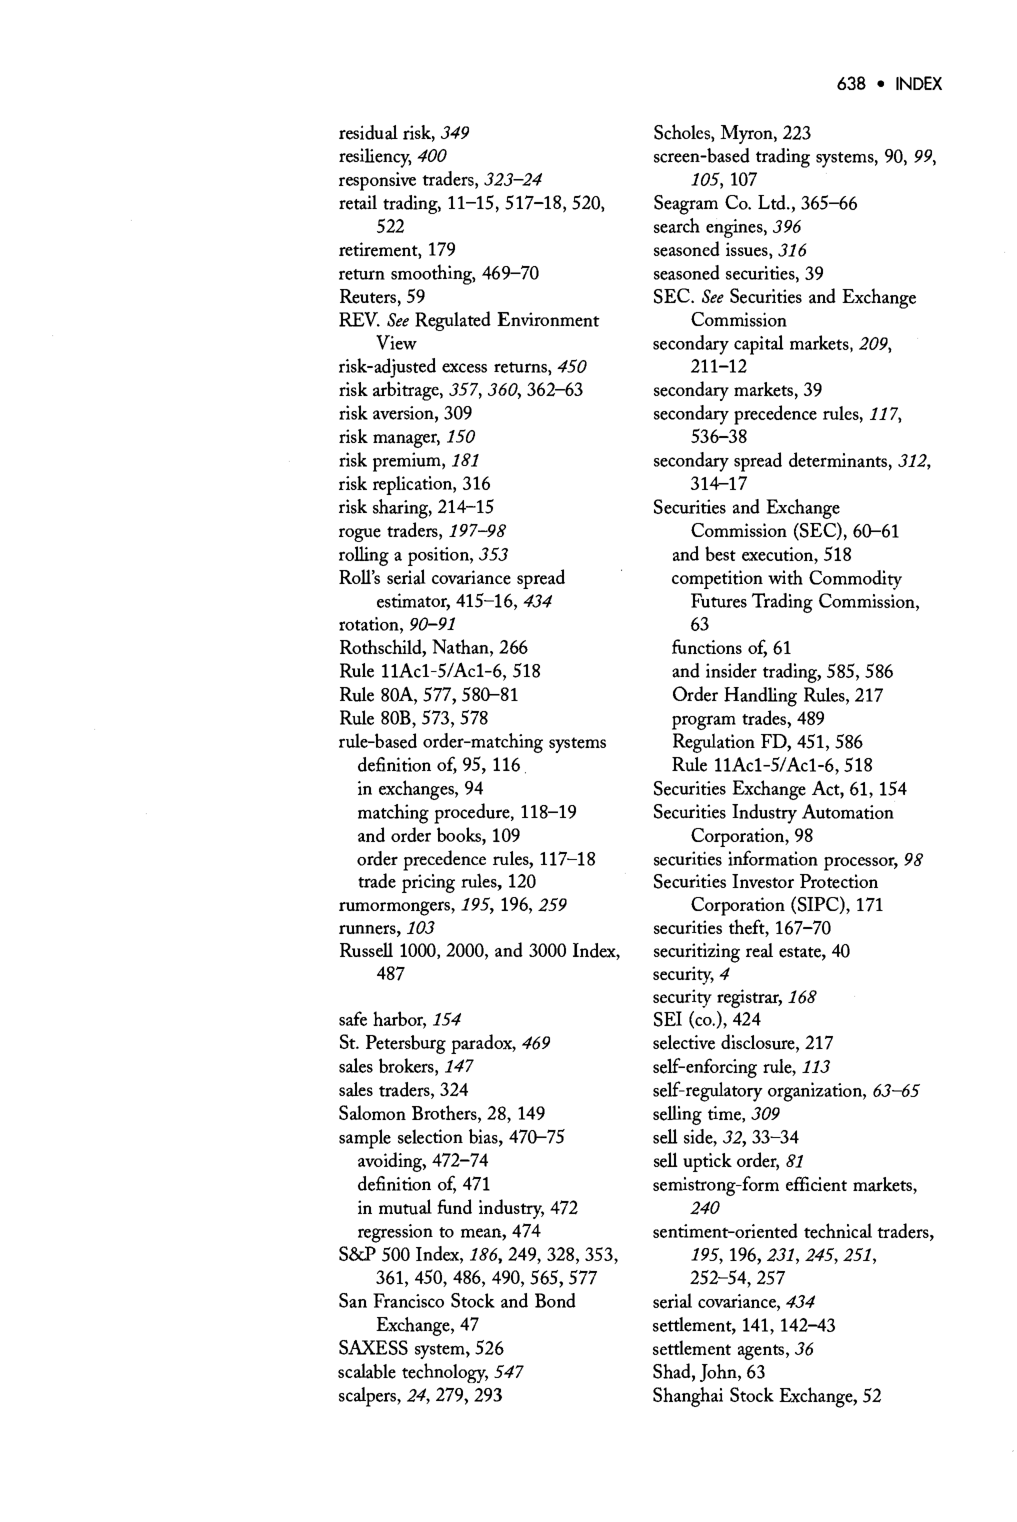 638 • INDEX
residual risk, 349
resiliency, 400
responsive traders, 323–24
retail trading, 11–15, 517–18, 520,
522
retirement, 179
return smoothing, 469–70
Reuters, 59
REV. See Regulated Environment
View
risk-adjusted excess returns, 450
risk arbitrage, 357, 360, 362–63
risk aversion, 309
risk manager, 150
risk premium, 181
risk replication, 316
risk sharing, 214–15
rogue traders, 197–98
rolling a position, 353
Roll's serial covariance spread
estimator, 415–16, 434
rotation, 90–91
Rothschild, Nathan, 266
Rule 11Ac1-5/Ac1-6, 518
Rule 80A, 577, 580–81
Rule 80B, 573, 578
rule-based order-matching systems
definition of, 95, 116
in exchanges, 94
matching procedure, 118–19
and order books, 109
order precedence rules, 117–18
trade pricing rules, 120
rumormongers, 195, 196, 259
runners, 103
Russell 1000, 2000, and 3000 Index,
487
safe harbor, 154
St. Petersburg paradox, 469
sales brokers, 147
sales traders, 324
Salomon Brothers, 28, 149
sample selection bias, 470–75
avoiding, 472–74
definition of, 471
in mutual fund industry, 472
regression to mean, 474
S&P 500 Index, 186, 249, 328, 353,
361, 450, 486, 490, 565, 577
San Francisco Stock and Bond
Exchange, 47
SAXESS system, 526
scalable technology, 547
scalpers, 24, 279, 293
Scholes, Myron, 223
screen-based trading systems, 90, 99,
105, 107
Seagram Co. Ltd., 365–66
search engines, 396
seasoned issues, 316
seasoned securities, 39
SEC. See Securities and Exchange
Commission
secondary capital markets, 209,
211–12
secondary markets, 39
secondary precedence rules, 117,
536–38
secondary spread determinants, 312,
314–17
Securities and Exchange
Commission (SEC), 60–61
and best execution, 518
competition with Commodity
Futures Trading Commission,
63
functions of, 61
and insider trading, 585, 586
Order Handling Rules, 217
program trades, 489
Regulation FD, 451, 586
Rule 11Ac1-5/Ac1-6, 518
Securities Exchange Act, 61, 154
Securities Industry Automation
Corporation, 98
securities information processor, 98
Securities Investor Protection
Corporation (SIPC), 171
securities theft, 167–70
securitizing real estate, 40
security, 4
security registrar, 168
SEI (co.), 424
selective disclosure, 217
self-enforcing rule, 113
self-regulatory organization, 63–65
selling time, 309
sell side, 32, 33–34
sell uptick order, 81
semistrong-form efficient markets,
240
sentiment-oriented technical traders,
195, 196, 231, 245, 251,
252–54, 257
serial covariance, 434
settlement, 141, 142–43
settlement agents, 36
Shad, John, 63
Shanghai Stock Exchange, 52